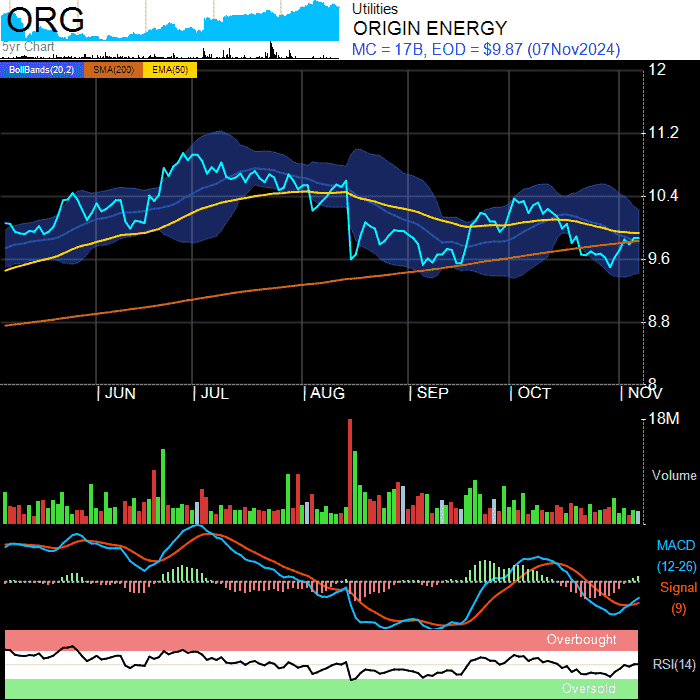 ORG
5yr Chart
Utilities
ORIGIN ENERGY
MC = 17B, EOD = $9.87 (07Nov2024)
BollBands(20,2) SMA(200) EMA(50)
12
11.2
10.4
9.6
8.8
8
JUN JUL AUG SEP OCT NOV
18M
Volume
MACD
(12-26)
Signal
(9)
Overbought
RSI(14)
Oversold